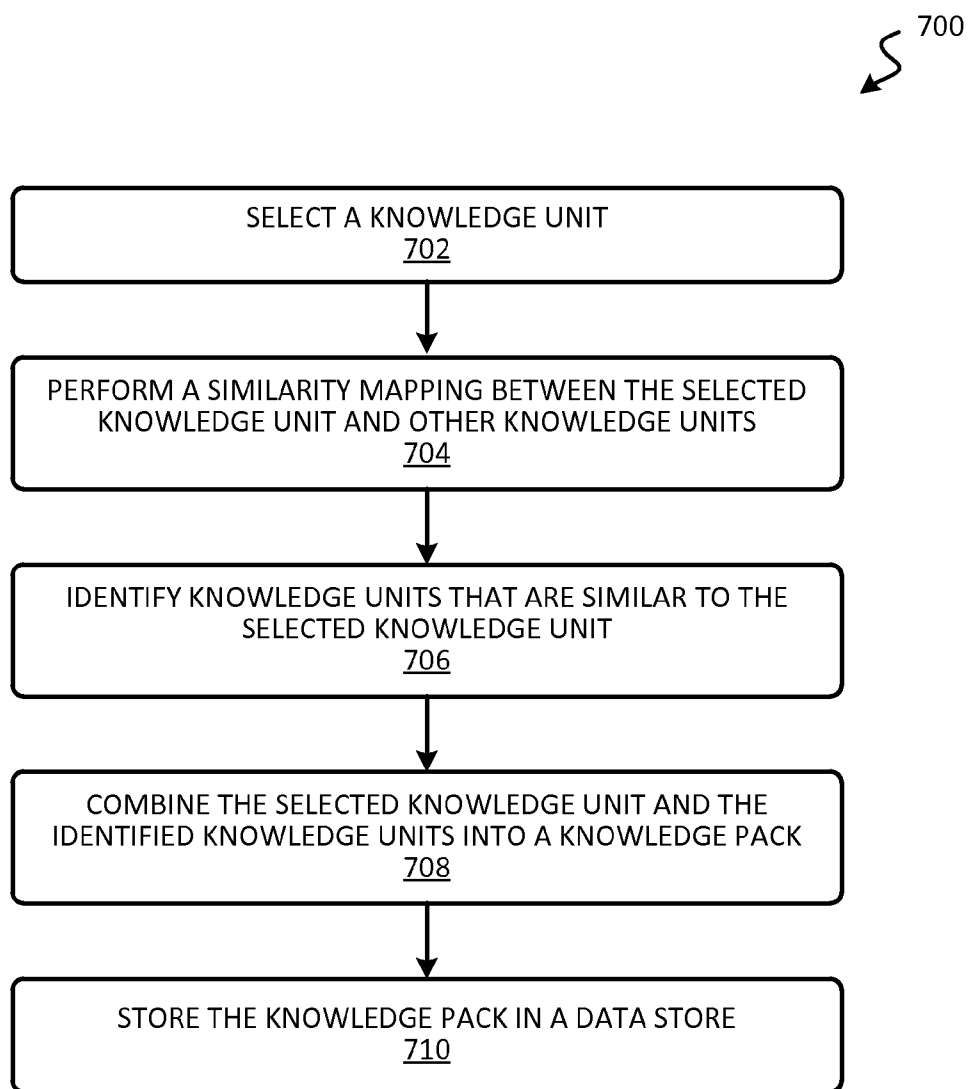 700
SELECT A KNOWLEDGE UNIT
702
PERFORM A SIMILARITY MAPPING BETWEEN THE SELECTED
KNOWLEDGE UNIT AND OTHER KNOWLEDGE UNITS
704
IDENTIFY KNOWLEDGE UNITS THAT ARE SIMILAR TO THE
SELECTED KNOWLEDGE UNIT
706
COMBINE THE SELECTED KNOWLEDGE UNIT AND THE
IDENTIFIED KNOWLEDGE UNITS INTO A KNOWLEDGE PACK
708
STORE THE KNOWLEDGE PACK IN A DATA STORE
710